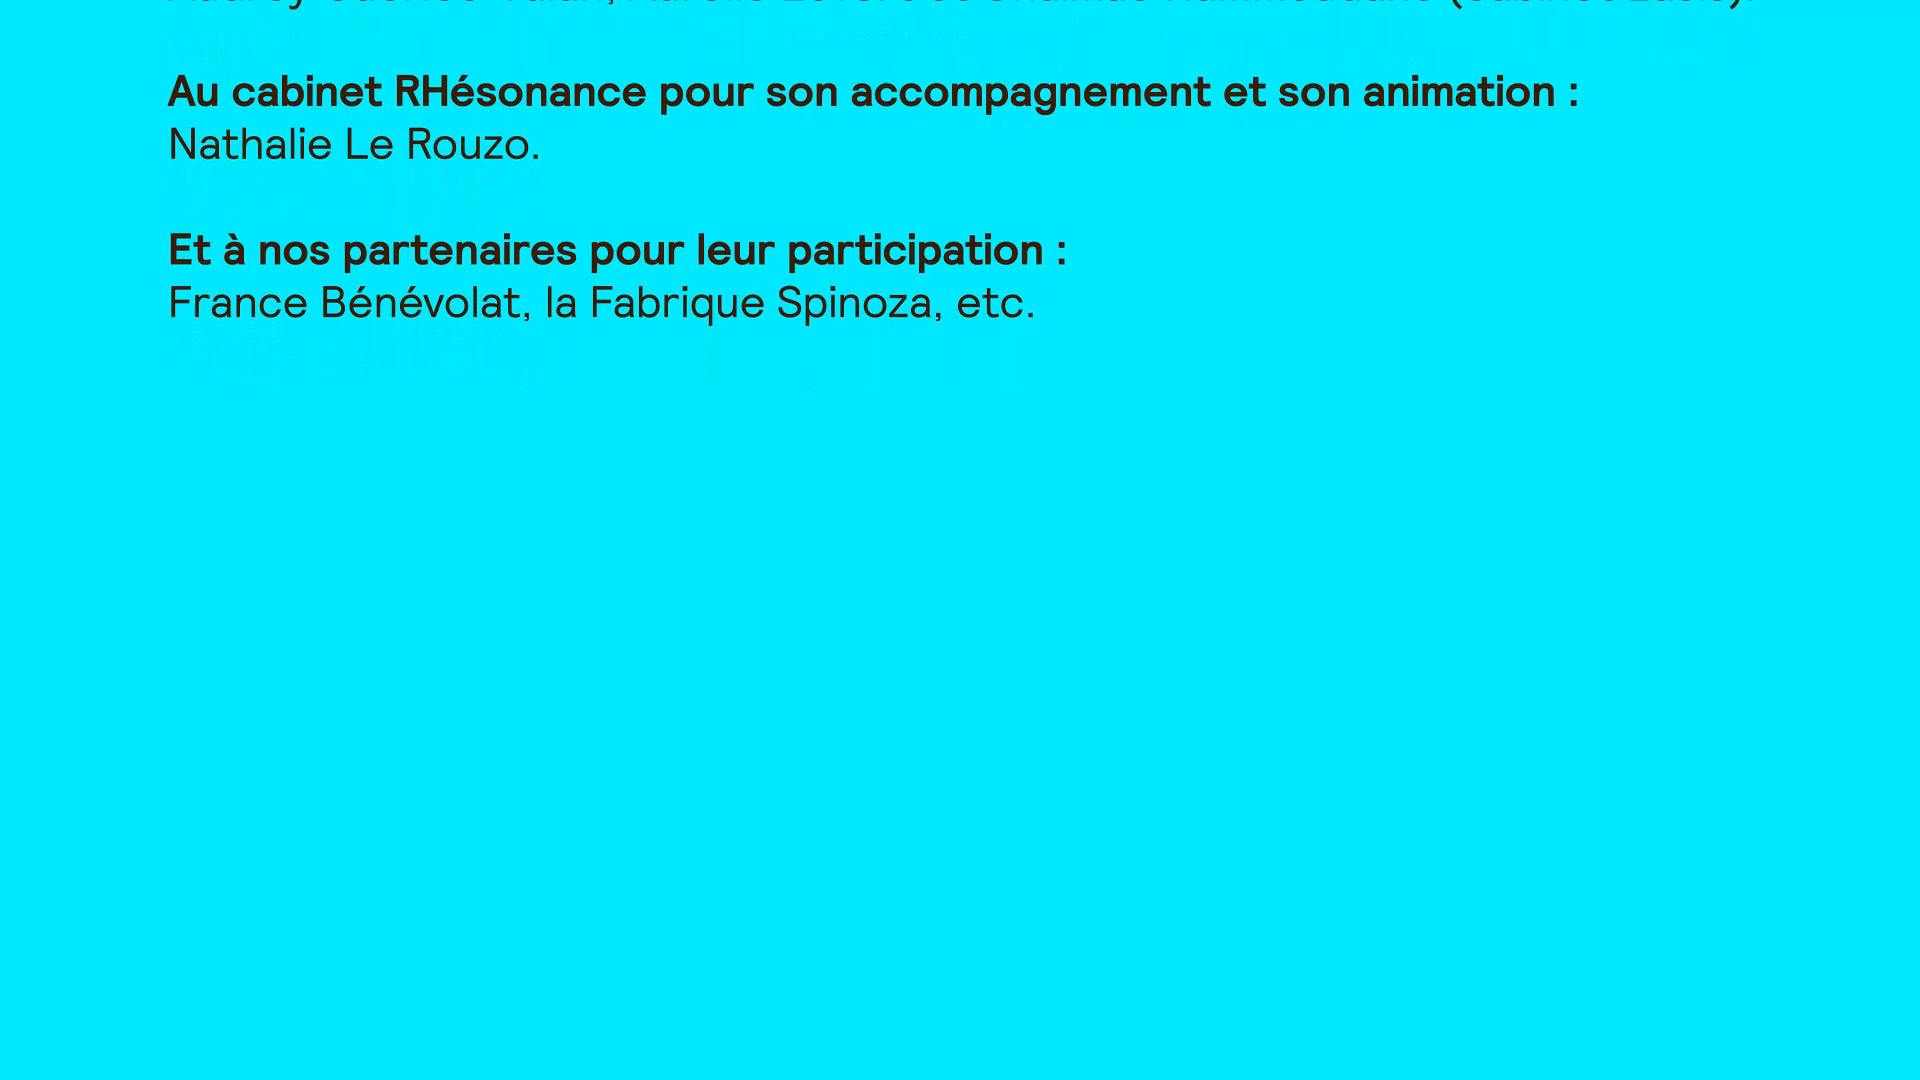 Au cabinet RHésonance pour son accompagnement et son animation :
Nathalie Le Rouzo.
Et à nos partenaires pour leur participation :
France Bénévolat, la Fabrique Spinoza, etc.